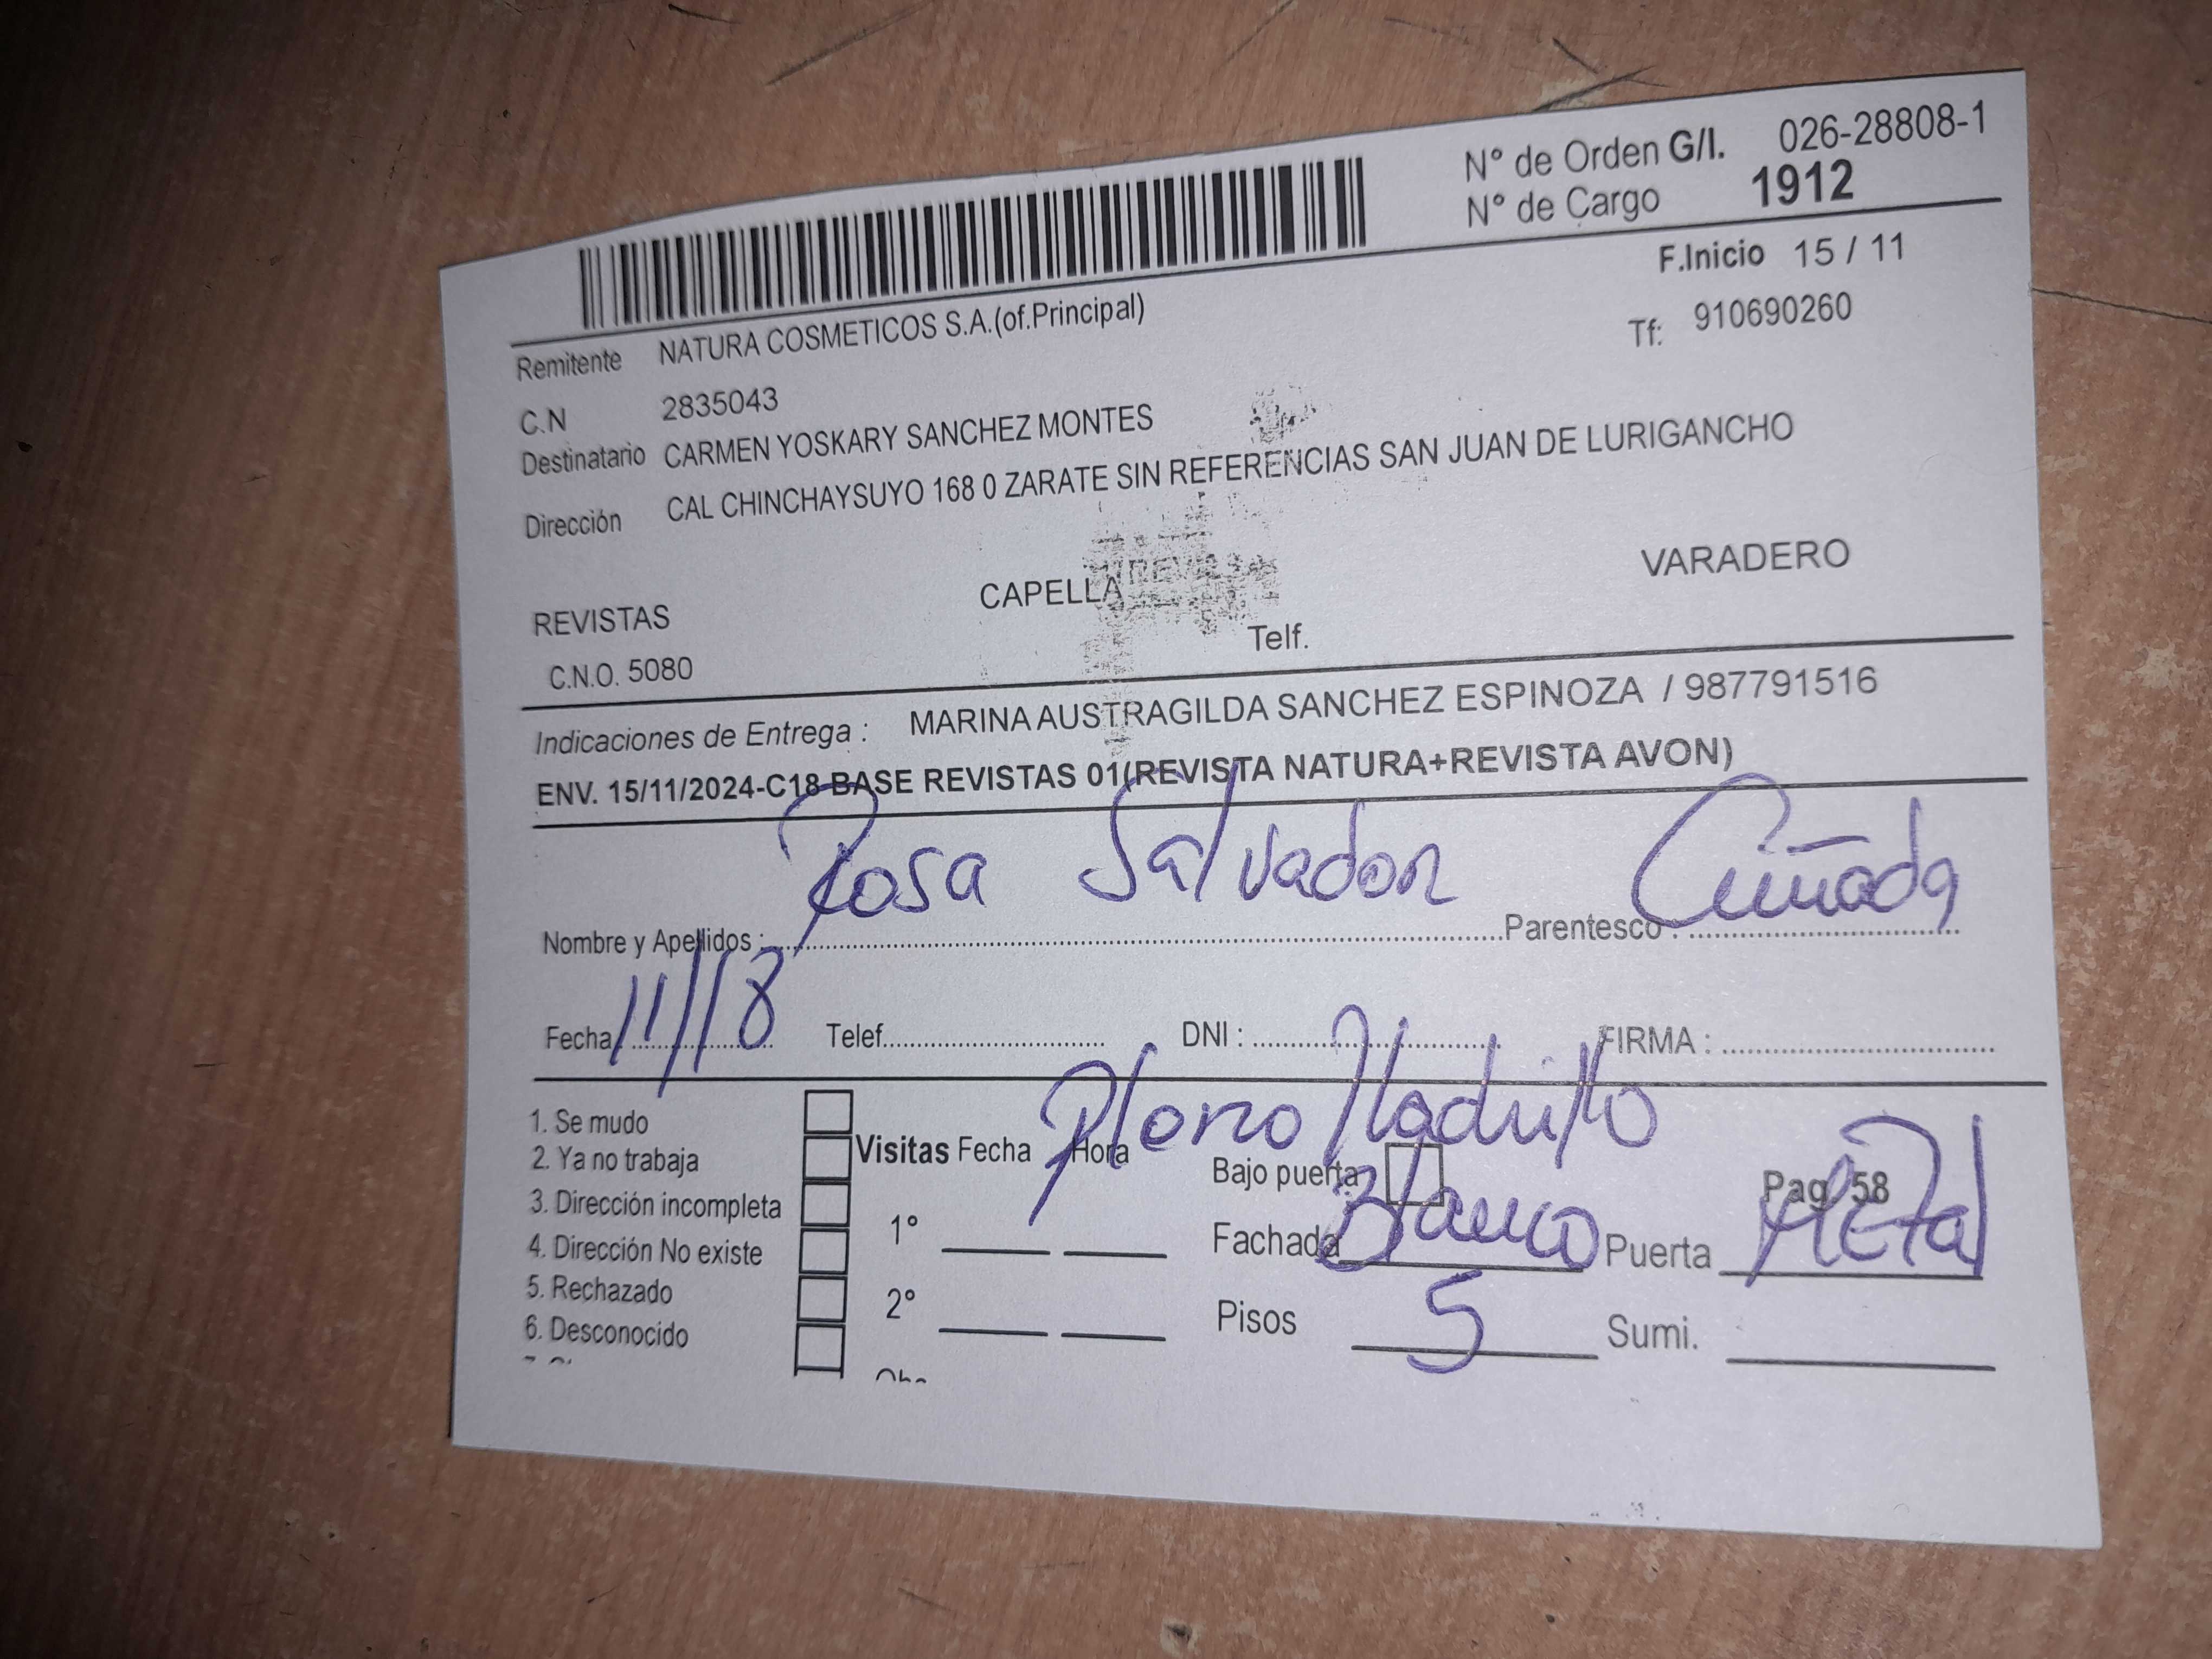 N° de Orden G/I. 026-28808-1
N° de Cargo 1912
F.Inicio 15 / 11
Remitente NATURA COSMETICOS S.A.(of.Principal) Tf: 910690260
C.N 2835043
Destinatario CARMEN YOSKARY SANCHEZ MONTES
Dirección CAL CHINCHAYSUYO 168 0 ZARATE SIN REFERENCIAS SAN JUAN DE LURIGANCHO
REVISTAS CAPELLA VARADERO
C.N.O. 5080 Telf.
Indicaciones de Entrega : MARINA AUSTRAGILDA SANCHEZ ESPINOZA / 987791516
ENV. 15/11/2024-C18-BASE REVISTAS 01(REVISTA NATURA+REVISTA AVON)
Nombre y Apellidos : Rosa Salvador Parentesco : Cuñada
Fecha 11/18 Telef. DNI : FIRMA :
1. Se mudo
2. Ya no trabaja Visitas Fecha Hora Bajo puerta Pag. 58
3. Dirección incompleta
4. Dirección No existe 1° Fachada Blanco Puerta Metal
5. Rechazado
6. Desconocido 2° Pisos 5 Sumi.